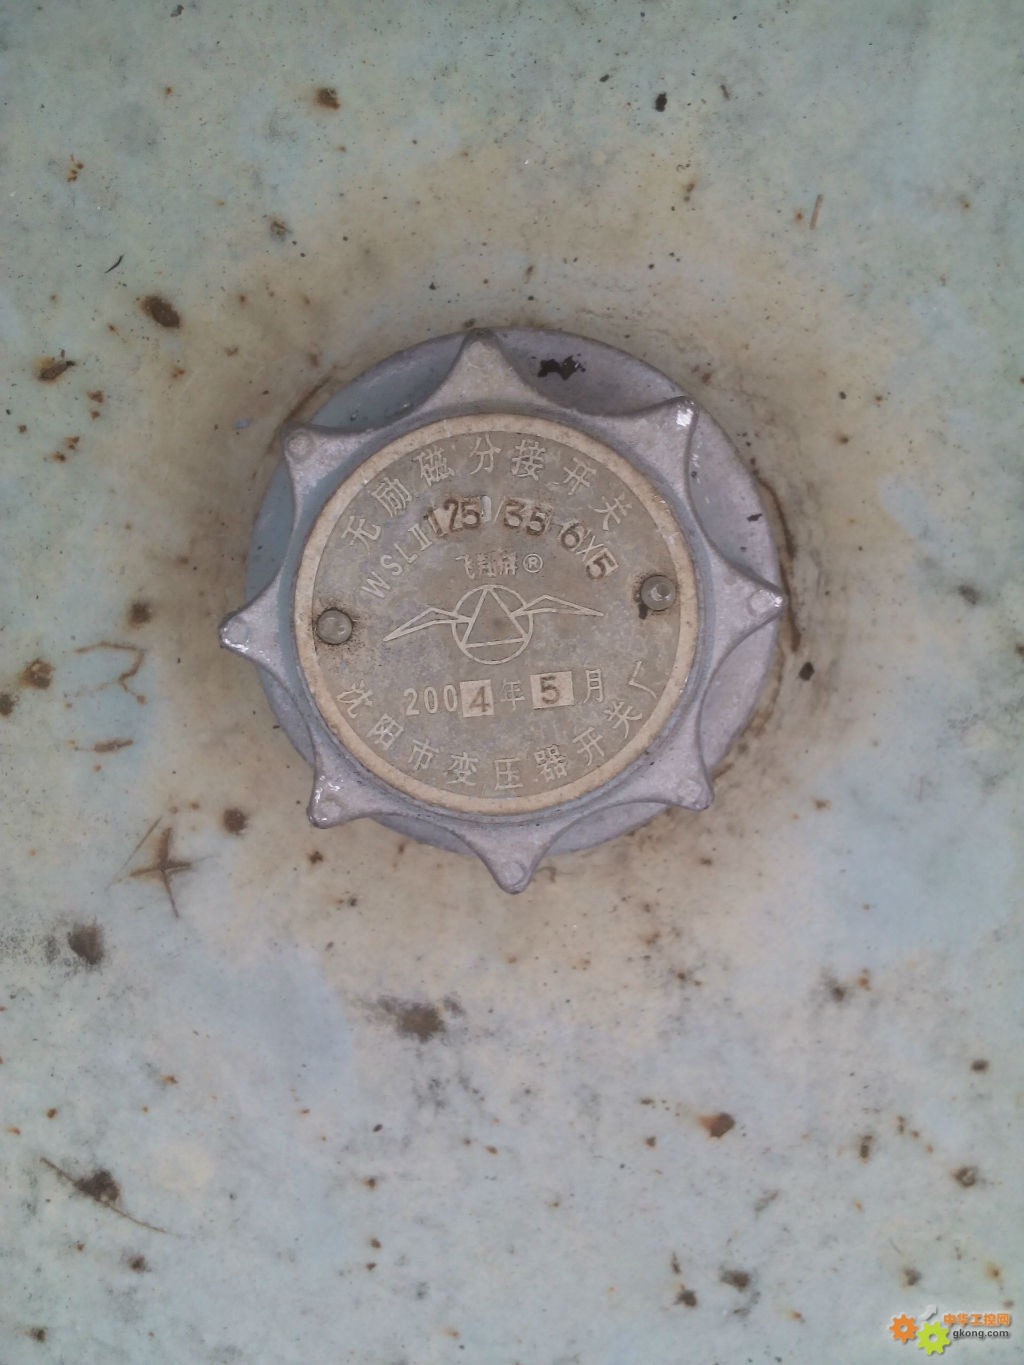 无励磁分接开关
WSLII 125/35-6X5
飞翔牌®
2004年5月
沈阳市变压器开关厂
中华工控网
gkong.com